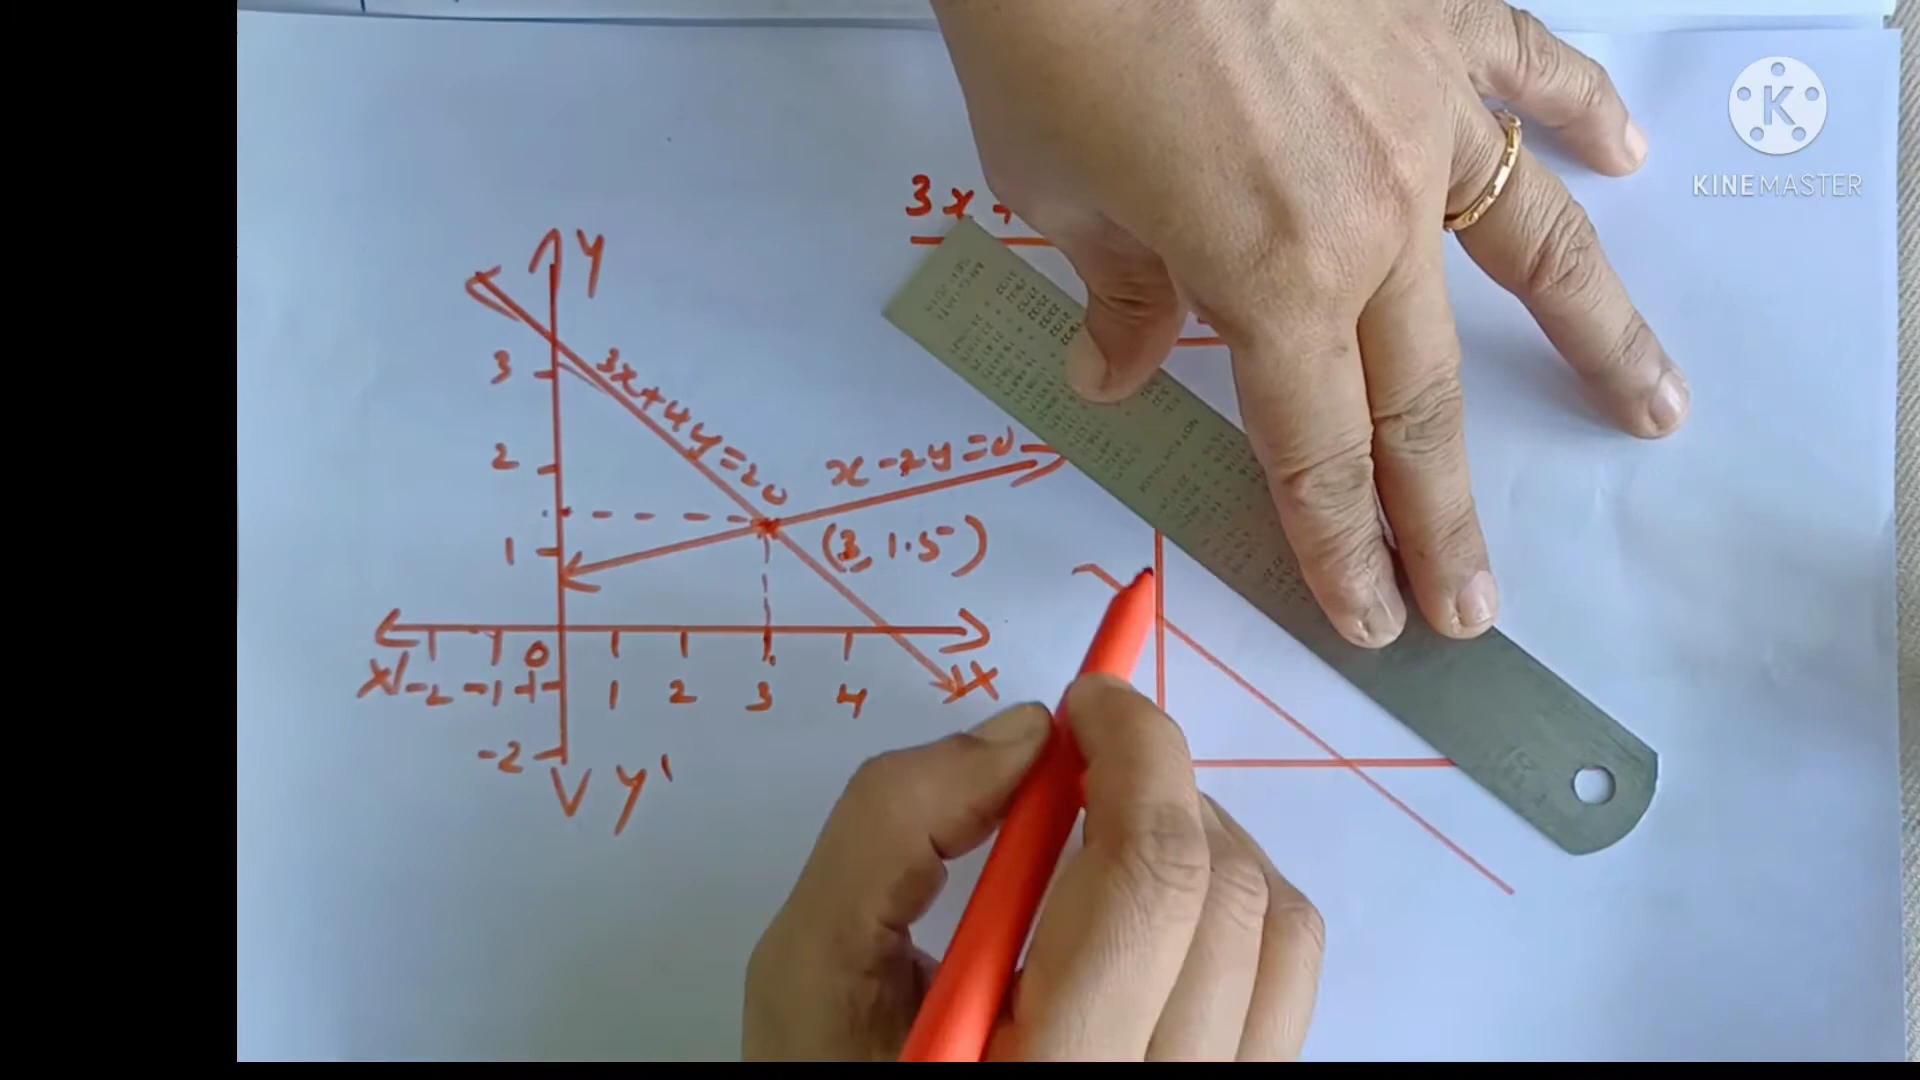 3x +
Y
3
3x+4y=20
2
x-2y=0
1
(3, 1.5)
0
X' -2 -1 -1 1 2 3 4 X
-2
Y'
KINEMASTER